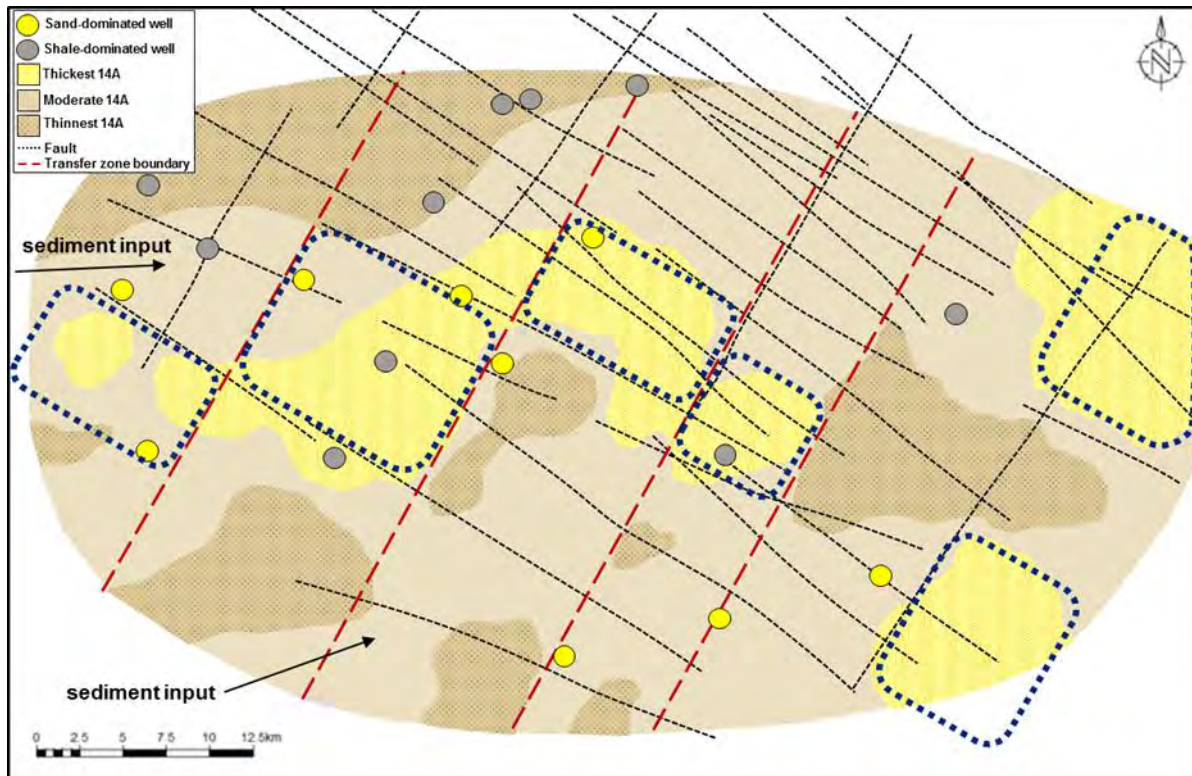 Sand-dominated well
Shale-dominated well
Thickest 14A
Moderate 14A
Thinnest 14A
Fault
Transfer zone boundary
N
sediment input
sediment input
0 2.5 5 7.5 10 12.5km